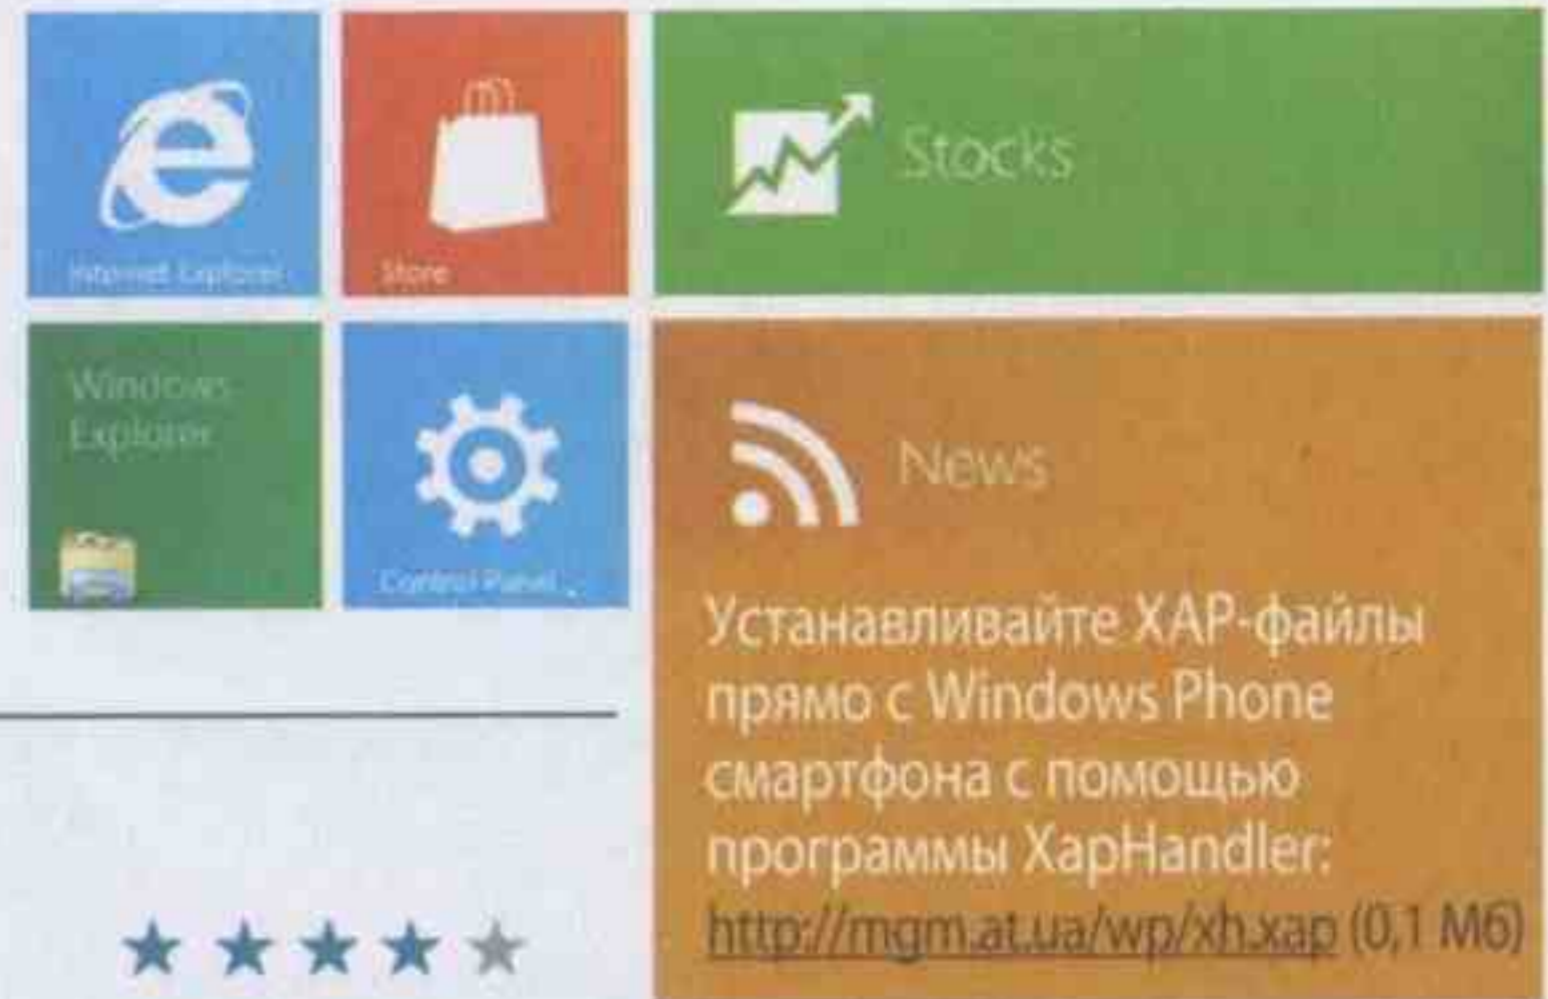 Internet Explorer
Store
Stocks
Windows
Explorer
Control Panel
News
Устанавливайте XAP-файлы
прямо с Windows Phone
смартфона с помощью
программы XapHandler:
http://mgm.at.ua/wp/xh.xap (0,1 Мб)